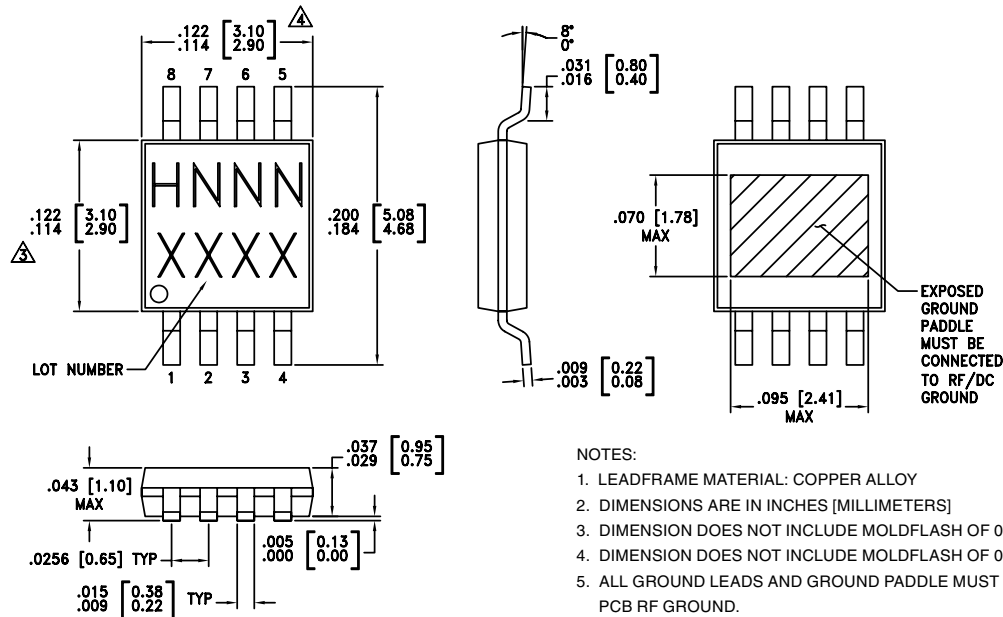 .122 [3.10]
.114 [2.90]
4
8 7 6 5
HNNN
XXXX
.122 [3.10]
.114 [2.90]
3
.200 [5.08]
.184 [4.68]
LOT NUMBER
1 2 3 4
8°
0°
.031 [0.80]
.016 [0.40]
.009 [0.22]
.003 [0.08]
.070 [1.78]
MAX
.095 [2.41]
MAX
EXPOSED
GROUND
PADDLE
MUST BE
CONNECTED
TO RF/DC
GROUND
.043 [1.10]
MAX
.037 [0.95]
.029 [0.75]
.0256 [0.65] TYP
.005 [0.13]
.000 [0.00]
.015 [0.38]
.009 [0.22]
TYP
NOTES:
1. LEADFRAME MATERIAL: COPPER ALLOY
2. DIMENSIONS ARE IN INCHES [MILLIMETERS]
3. DIMENSION DOES NOT INCLUDE MOLDFLASH OF 0
4. DIMENSION DOES NOT INCLUDE MOLDFLASH OF 0
5. ALL GROUND LEADS AND GROUND PADDLE MUST
PCB RF GROUND.